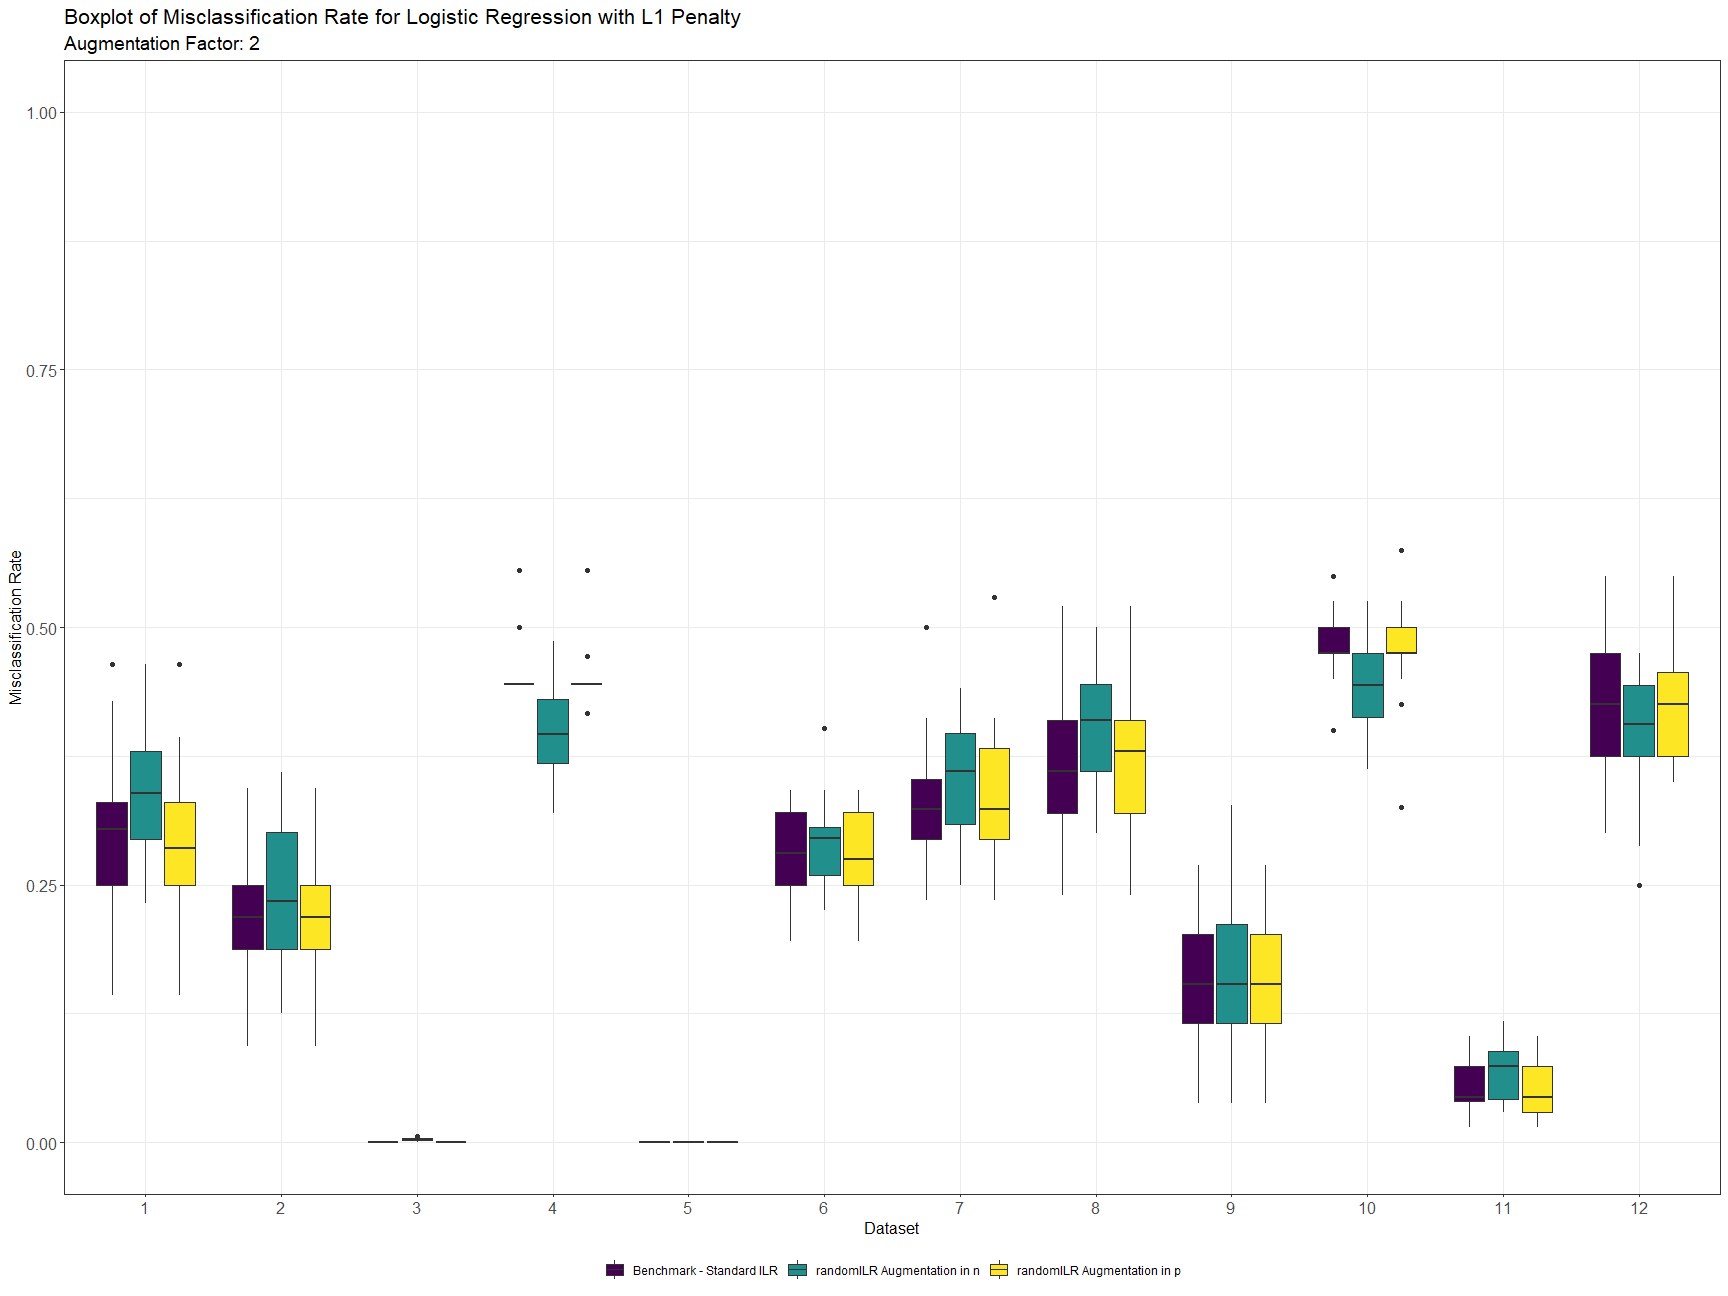 Boxplot of Misclassification Rate for Logistic Regression with L1 Penalty
Augmentation Factor: 2
1.00
0.75
0.50
0.25
0.00
Misclassification Rate
1 2 3 4 5 6 7 8 9 10 11 12
Dataset
Benchmark - Standard ILR randomILR Augmentation in n randomILR Augmentation in p